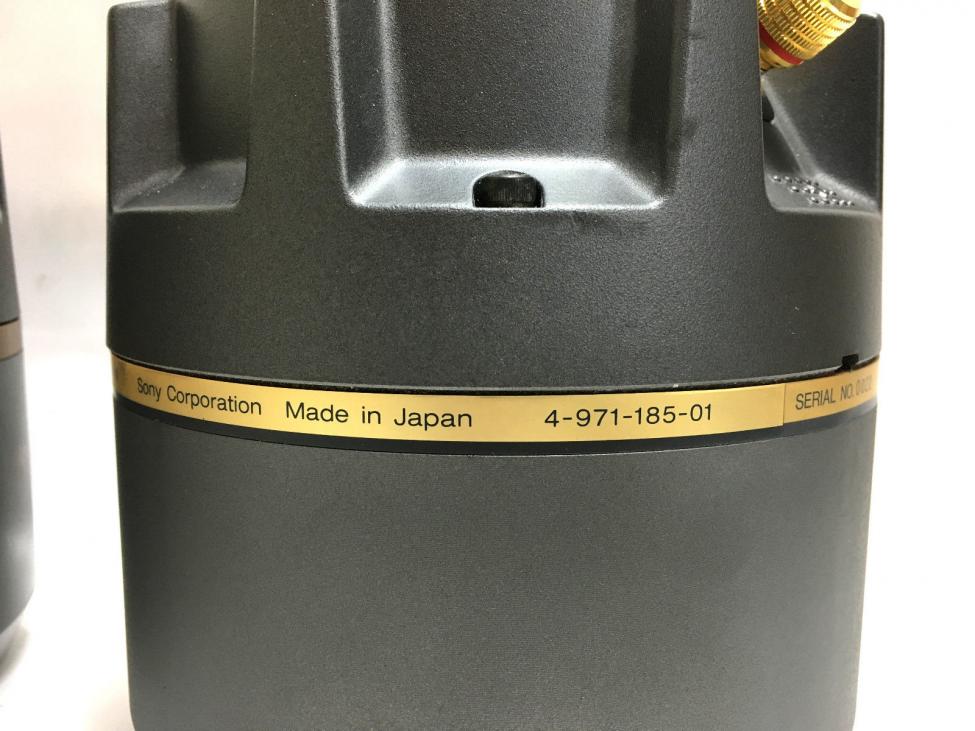 Sony Corporation Made in Japan 4-971-185-01 SERIAL NO.